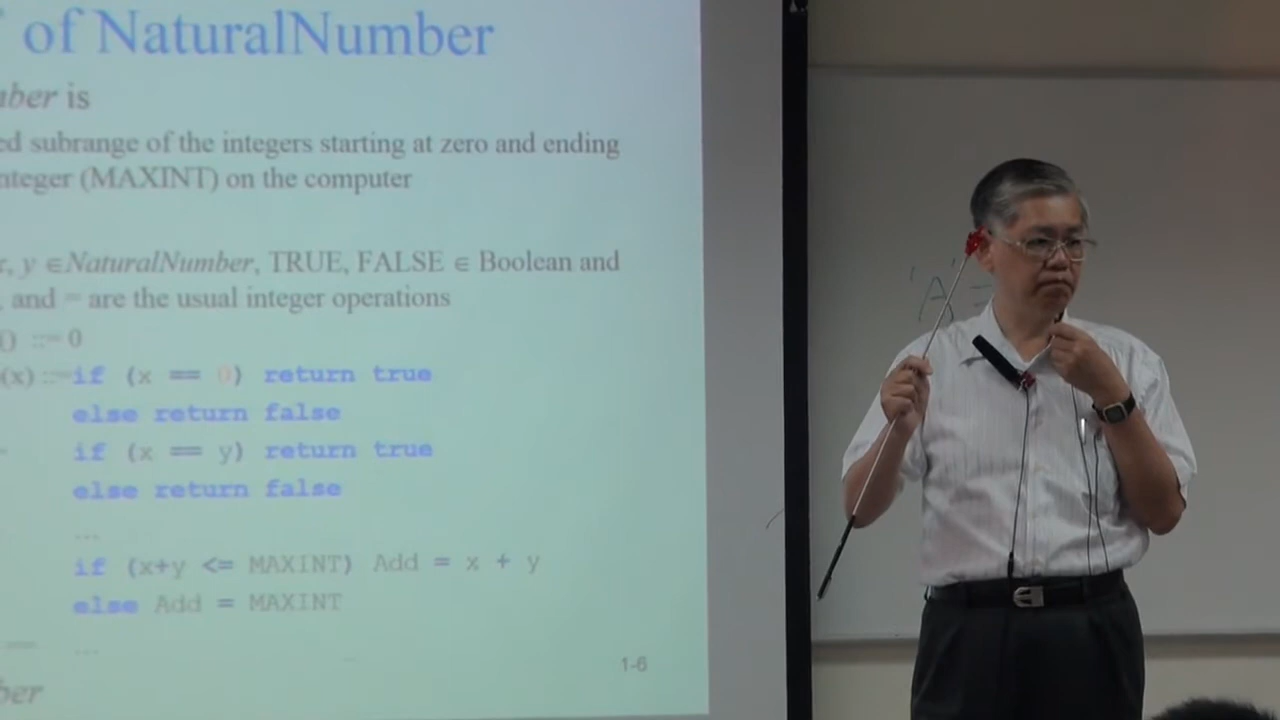 of NaturalNumber
ber is
ed subrange of the integers starting at zero and ending
nteger (MAXINT) on the computer
r, y ∈ NaturalNumber, TRUE, FALSE ∈ Boolean and
, and = are the usual integer operations
() ::= 0
(x) ::= if (x == 0) return true
else return false
if (x == y) return true
else return false
...
if (x+y <= MAXINT) Add = x + y
else Add = MAXINT
...
1-6
ber
'A' =